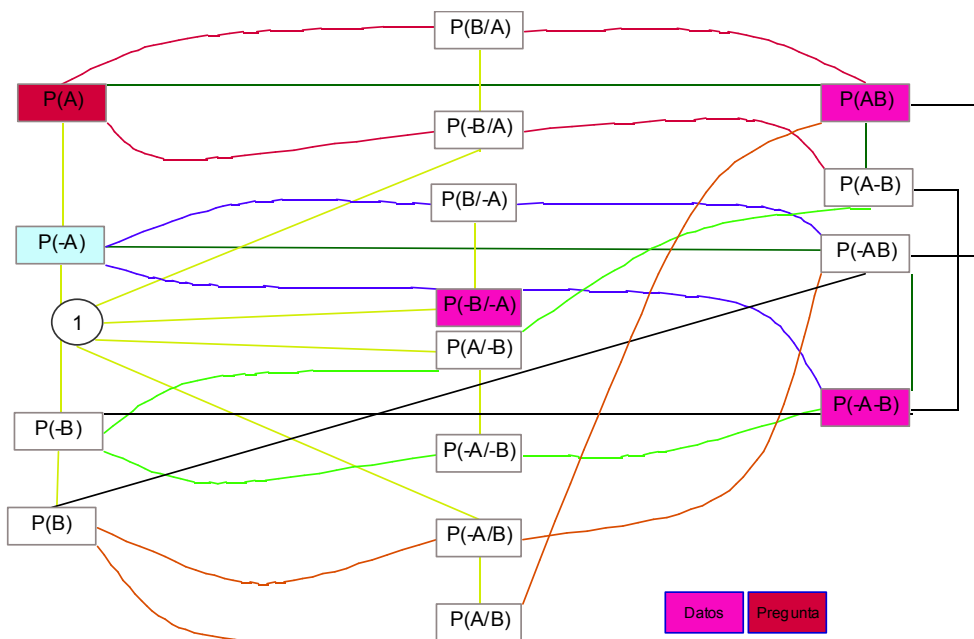 P(B/A)
P(A)
P(AB)
P(-B/A)
P(A-B)
P(B/-A)
P(-A)
P(-AB)
P(-B/-A)
1
P(A/-B)
P(-A-B)
P(-B)
P(-A/-B)
P(B)
P(-A/B)
P(A/B)
Datos
Pregunta